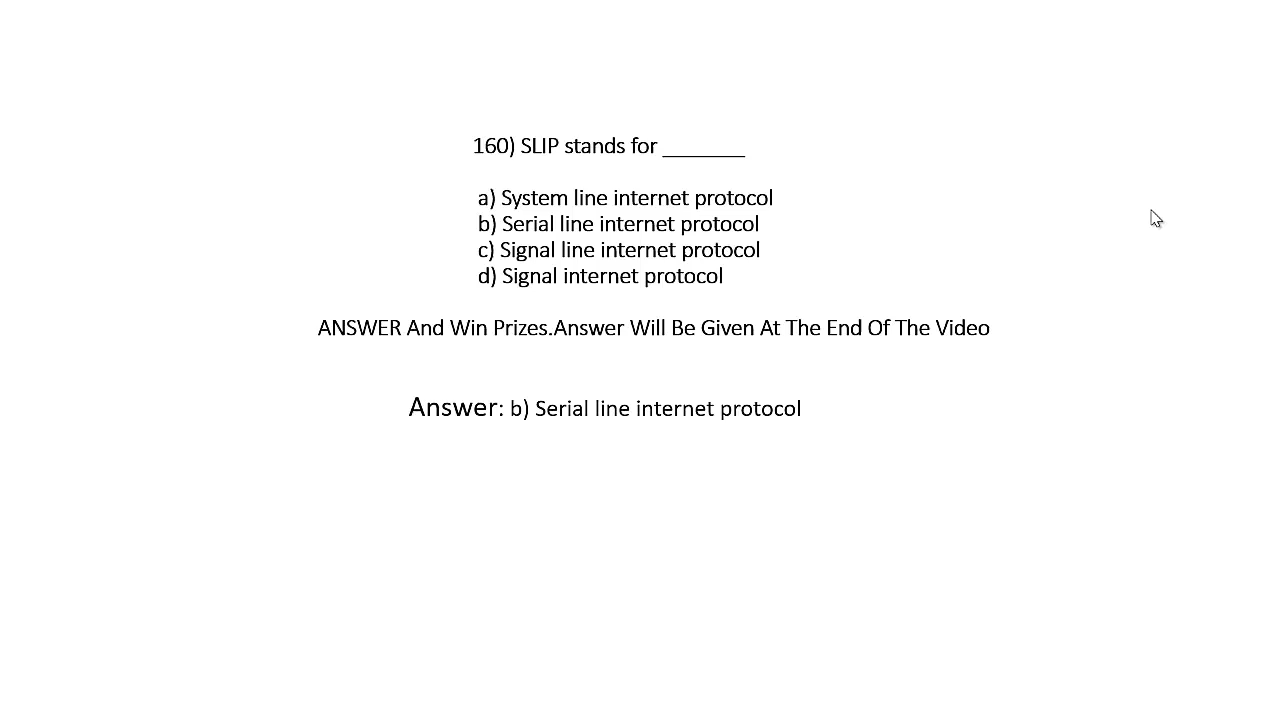 160) SLIP stands for _______
a) System line internet protocol
b) Serial line internet protocol
c) Signal line internet protocol
d) Signal internet protocol
ANSWER And Win Prizes.Answer Will Be Given At The End Of The Video
Answer: b) Serial line internet protocol